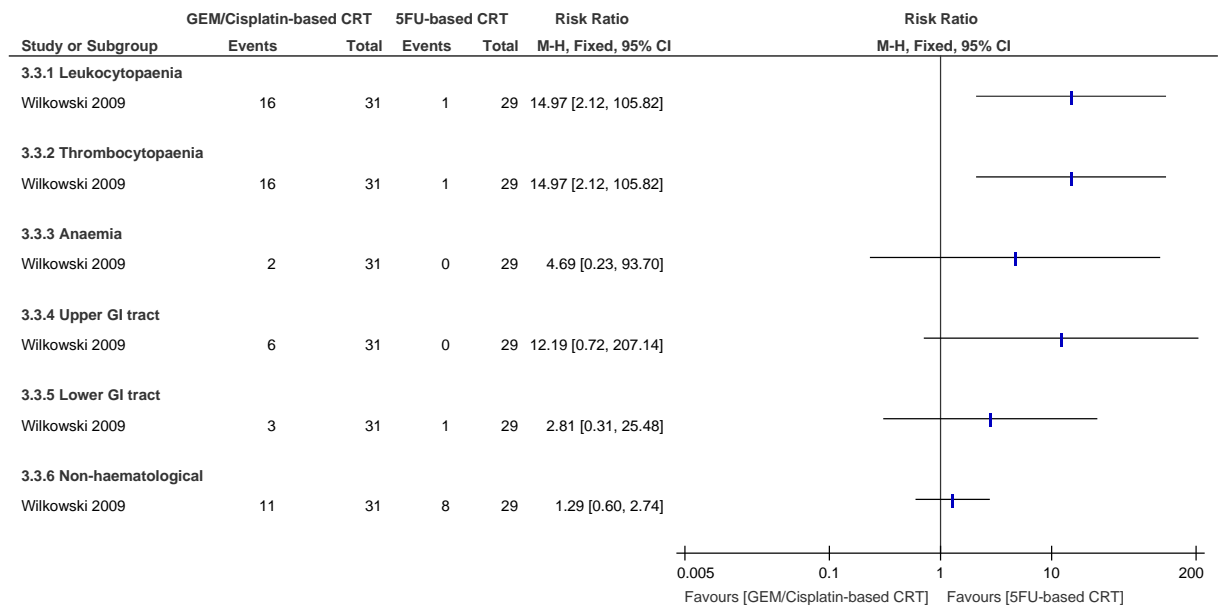 GEM/Cisplatin-based CRT 5FU-based CRT Risk Ratio Risk Ratio
Study or Subgroup Events Total Events Total M-H, Fixed, 95% CI M-H, Fixed, 95% CI
3.3.1 Leukocytopaenia
Wilkowski 2009 16 31 1 29 14.97 [2.12, 105.82]
3.3.2 Thrombocytopaenia
Wilkowski 2009 16 31 1 29 14.97 [2.12, 105.82]
3.3.3 Anaemia
Wilkowski 2009 2 31 0 29 4.69 [0.23, 93.70]
3.3.4 Upper GI tract
Wilkowski 2009 6 31 0 29 12.19 [0.72, 207.14]
3.3.5 Lower GI tract
Wilkowski 2009 3 31 1 29 2.81 [0.31, 25.48]
3.3.6 Non-haematological
Wilkowski 2009 11 31 8 29 1.29 [0.60, 2.74]
0.005 0.1 1 10 200
Favours [GEM/Cisplatin-based CRT] Favours [5FU-based CRT]